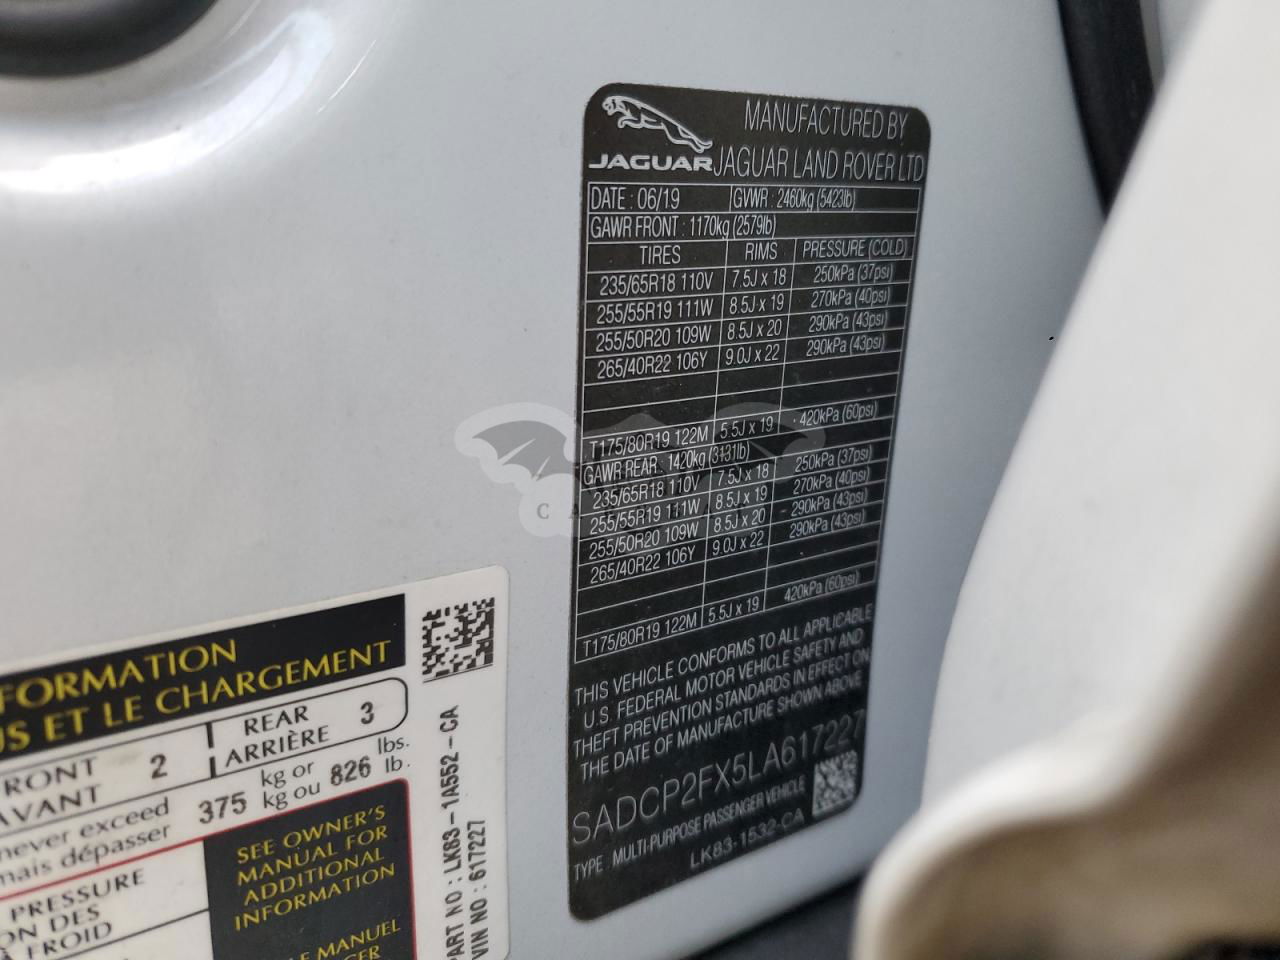 JAGUAR
MANUFACTURED BY
JAGUAR LAND ROVER LTD
DATE : 06/19 GVWR : 2460kg (5423lb)
GAWR FRONT : 1170kg (2579lb)
TIRES RIMS PRESSURE (COLD)
235/65R18 110V 7.5J x 18 250kPa (37psi)
255/55R19 111W 8.5J x 19 270kPa (40psi)
255/50R20 109W 8.5J x 20 290kPa (43psi)
265/40R22 106Y 9.0J x 22 290kPa (43psi)
T175/80R19 122M 5.5J x 19 420kPa (60psi)
GAWR REAR : 1420kg (3131lb)
235/65R18 110V 7.5J x 18 250kPa (37psi)
255/55R19 111W 8.5J x 19 270kPa (40psi)
255/50R20 109W 8.5J x 20 290kPa (43psi)
265/40R22 106Y 9.0J x 22 290kPa (43psi)
T175/80R19 122M 5.5J x 19 420kPa (60psi)
THIS VEHICLE CONFORMS TO ALL APPLICABLE
U.S. FEDERAL MOTOR VEHICLE SAFETY AND
THEFT PREVENTION STANDARDS IN EFFECT ON
THE DATE OF MANUFACTURE SHOWN ABOVE
SADCP2FX5LA617227
TYPE : MULTI-PURPOSE PASSENGER VEHICLE
LK83-1532-CA
FORMATION
US ET LE CHARGEMENT
FRONT 2 REAR 3
AVANT ARRIÈRE
never exceed 375 kg or 826 lbs.
mais dépasser kg ou lb.
PRESSURE
ON DES
À FROID
SEE OWNER'S
MANUAL FOR
ADDITIONAL
INFORMATION
LE MANUEL
PART NO : LK83-1A552-CA
VIN NO : 617227